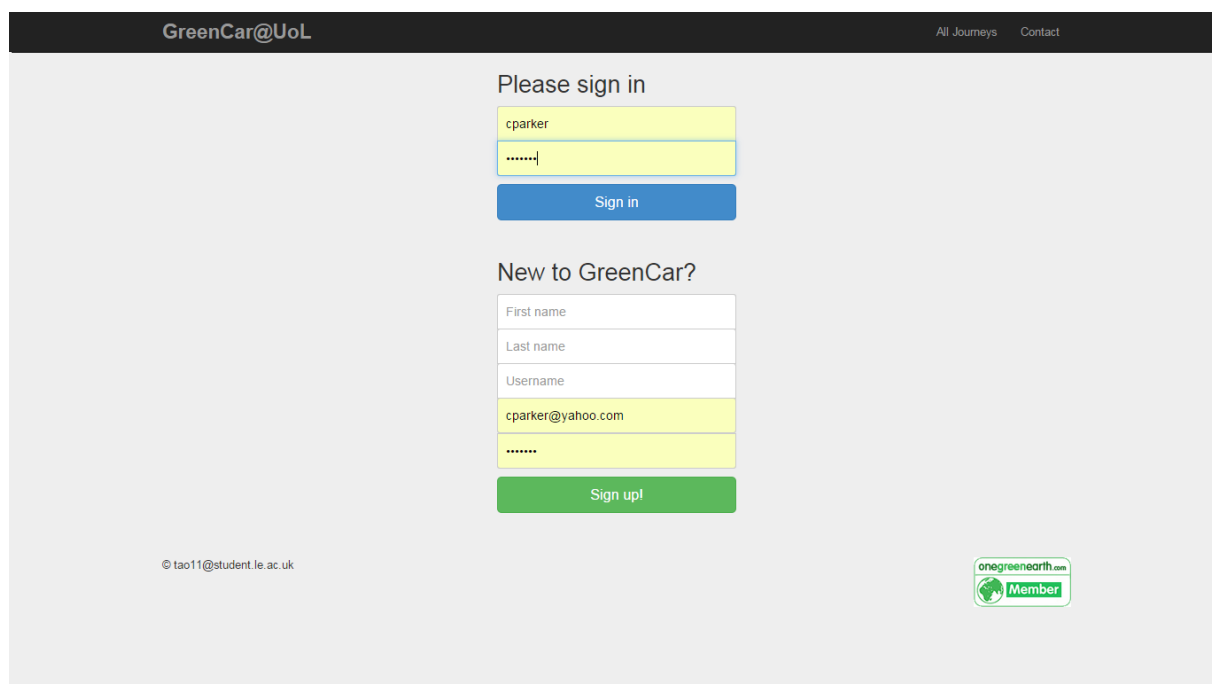 GreenCar@UoL
All Journeys Contact
Please sign in
cparker
•••••••
Sign in
New to GreenCar?
First name
Last name
Username
cparker@yahoo.com
•••••••
Sign up!
© tao11@student.le.ac.uk
onegreenearth.com
Member